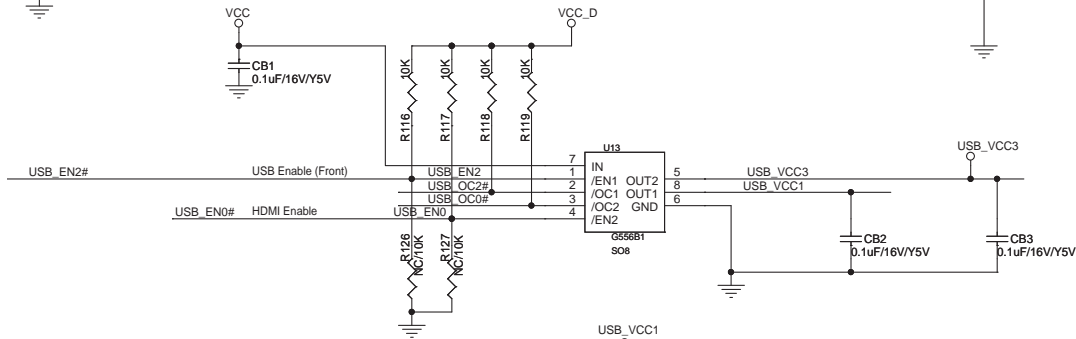 VCC
VCC_D
CB1
0.1uF/16V/Y5V
10K
10K
10K
10K
R116
R117
R118
R119
U13
USB_EN2#
USB Enable (Front)
USB_EN2
USB_OC2#
USB_OC0#
USB_EN0#
HDMI Enable
USB_EN0
7
1
2
3
4
IN
/EN1 OUT2
/OC1 OUT1
/OC2 GND
/EN2
5
8
6
G556B1
SO8
USB_VCC3
USB_VCC1
USB_VCC3
R126
NC/10K
R127
NC/10K
CB2
0.1uF/16V/Y5V
CB3
0.1uF/16V/Y5V
USB_VCC1